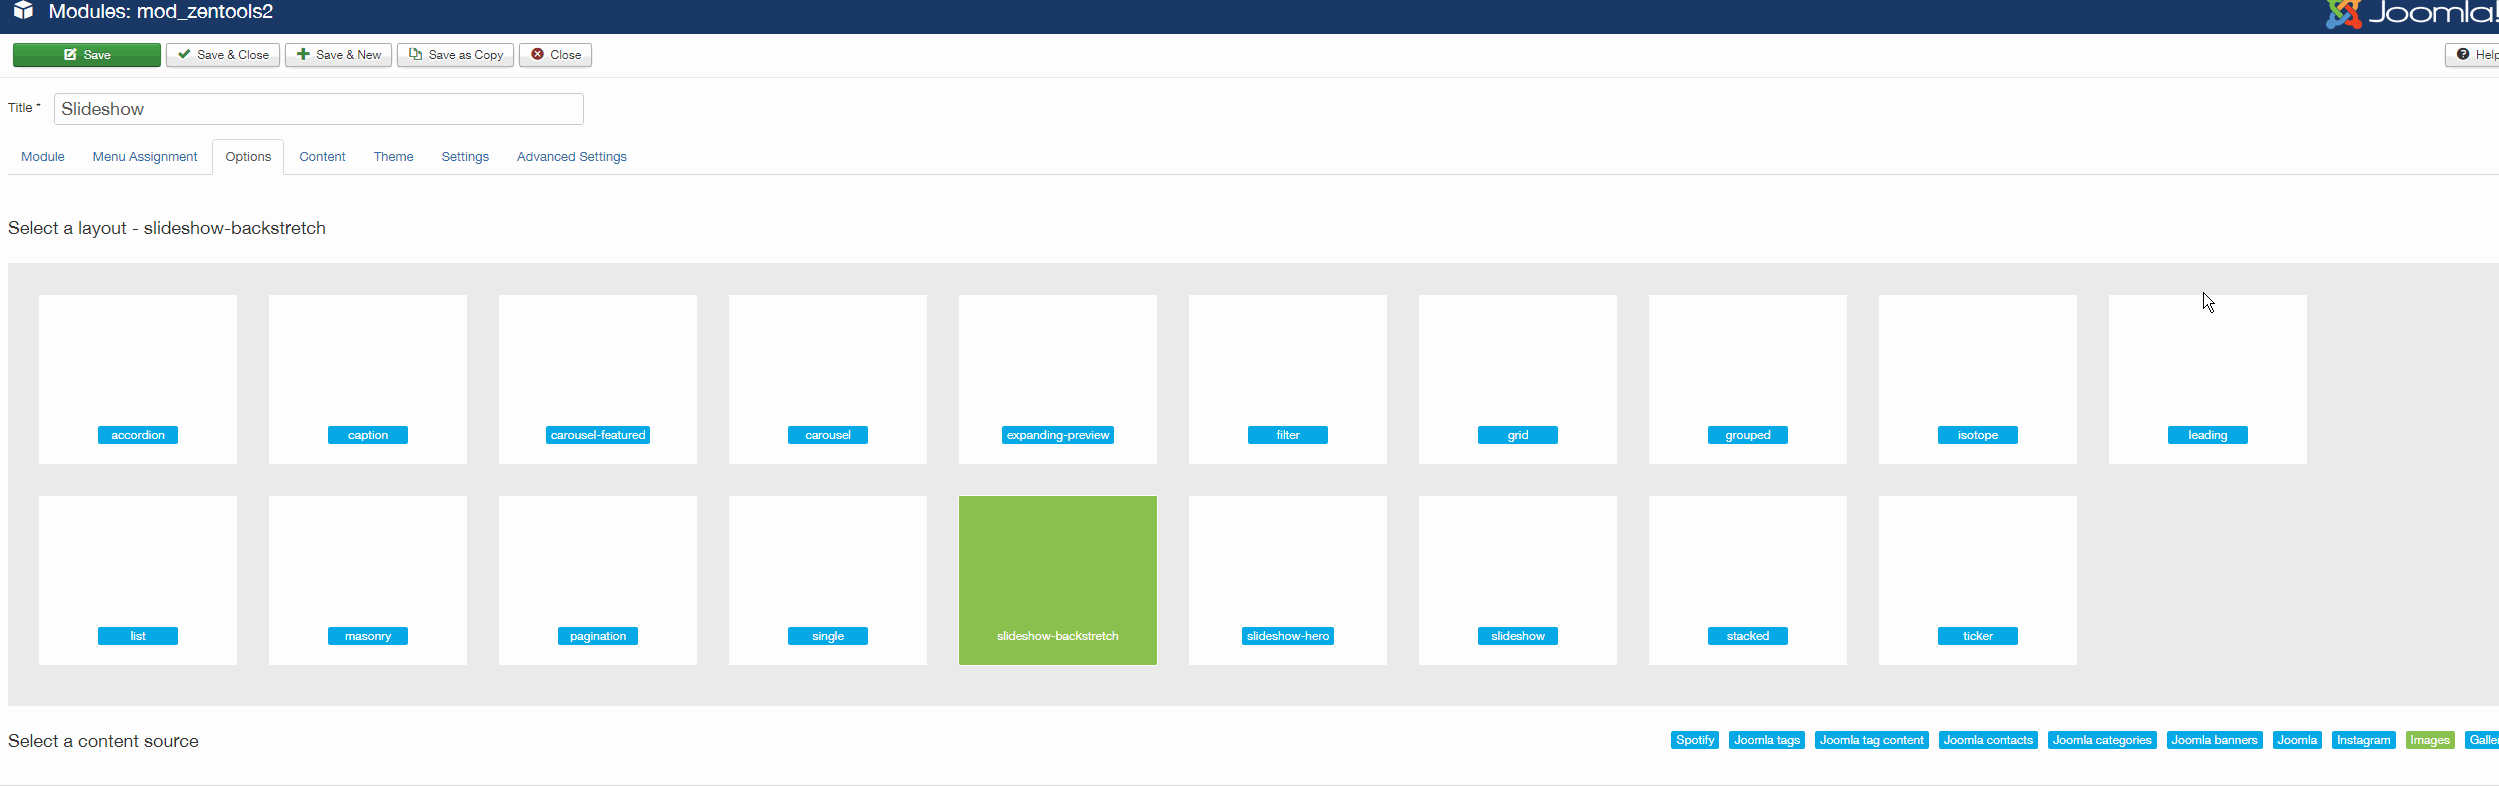 Modules: mod_zentools2
Joomla!
Save
Save & Close
Save & New
Save as Copy
Close
Help
Title *
Slideshow
Module
Menu Assignment
Options
Content
Theme
Settings
Advanced Settings
Select a layout - slideshow-backstretch
accordion
caption
carousel-featured
carousel
expanding-preview
filter
grid
grouped
isotope
leading
list
masonry
pagination
single
slideshow-backstretch
slideshow-hero
slideshow
stacked
ticker
Select a content source
Spotify
Joomla tags
Joomla tag content
Joomla contacts
Joomla categories
Joomla banners
Joomla
Instagram
Images
Galler